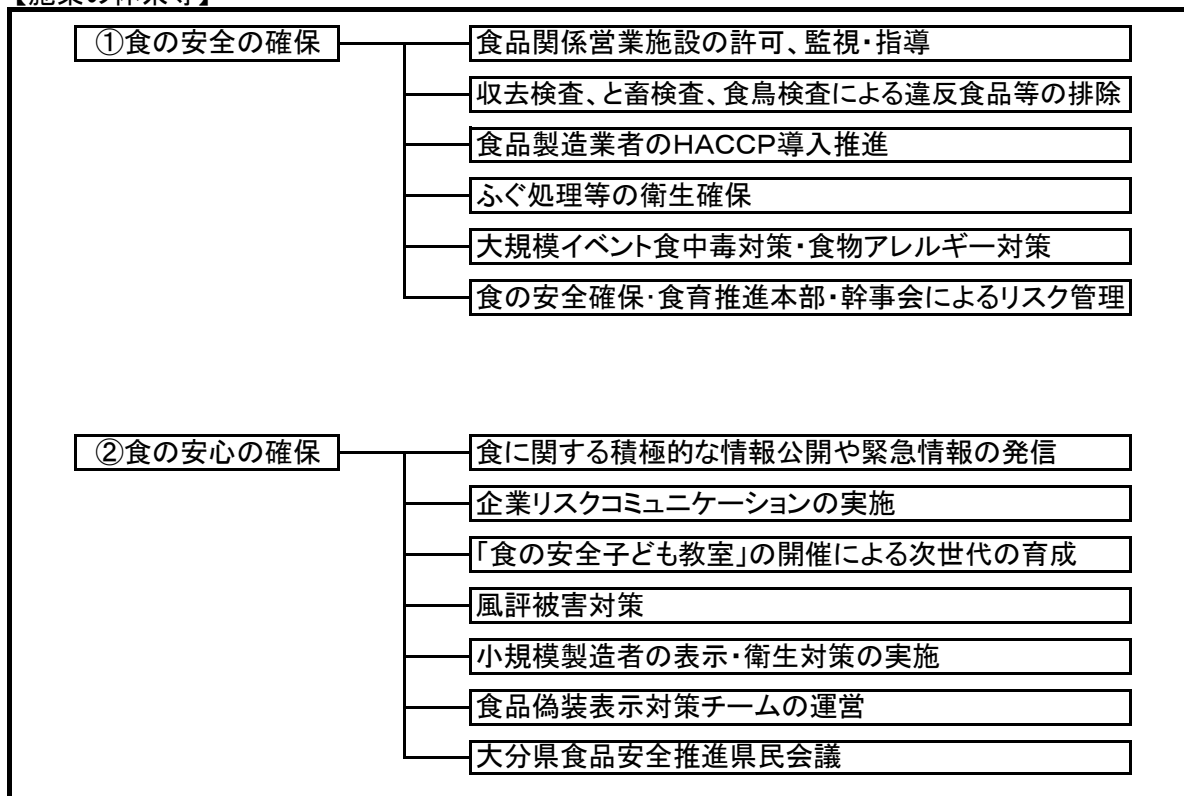 ①食の安全の確保
食品関係営業施設の許可、監視・指導
収去検査、と畜検査、食鳥検査による違反食品等の排除
食品製造業者のHACCP導入推進
ふぐ処理等の衛生確保
大規模イベント食中毒対策・食物アレルギー対策
食の安全確保・食育推進本部・幹事会によるリスク管理
②食の安心の確保
食に関する積極的な情報公開や緊急情報の発信
企業リスクコミュニケーションの実施
「食の安全子ども教室」の開催による次世代の育成
風評被害対策
小規模製造者の表示・衛生対策の実施
食品偽装表示対策チームの運営
大分県食品安全推進県民会議